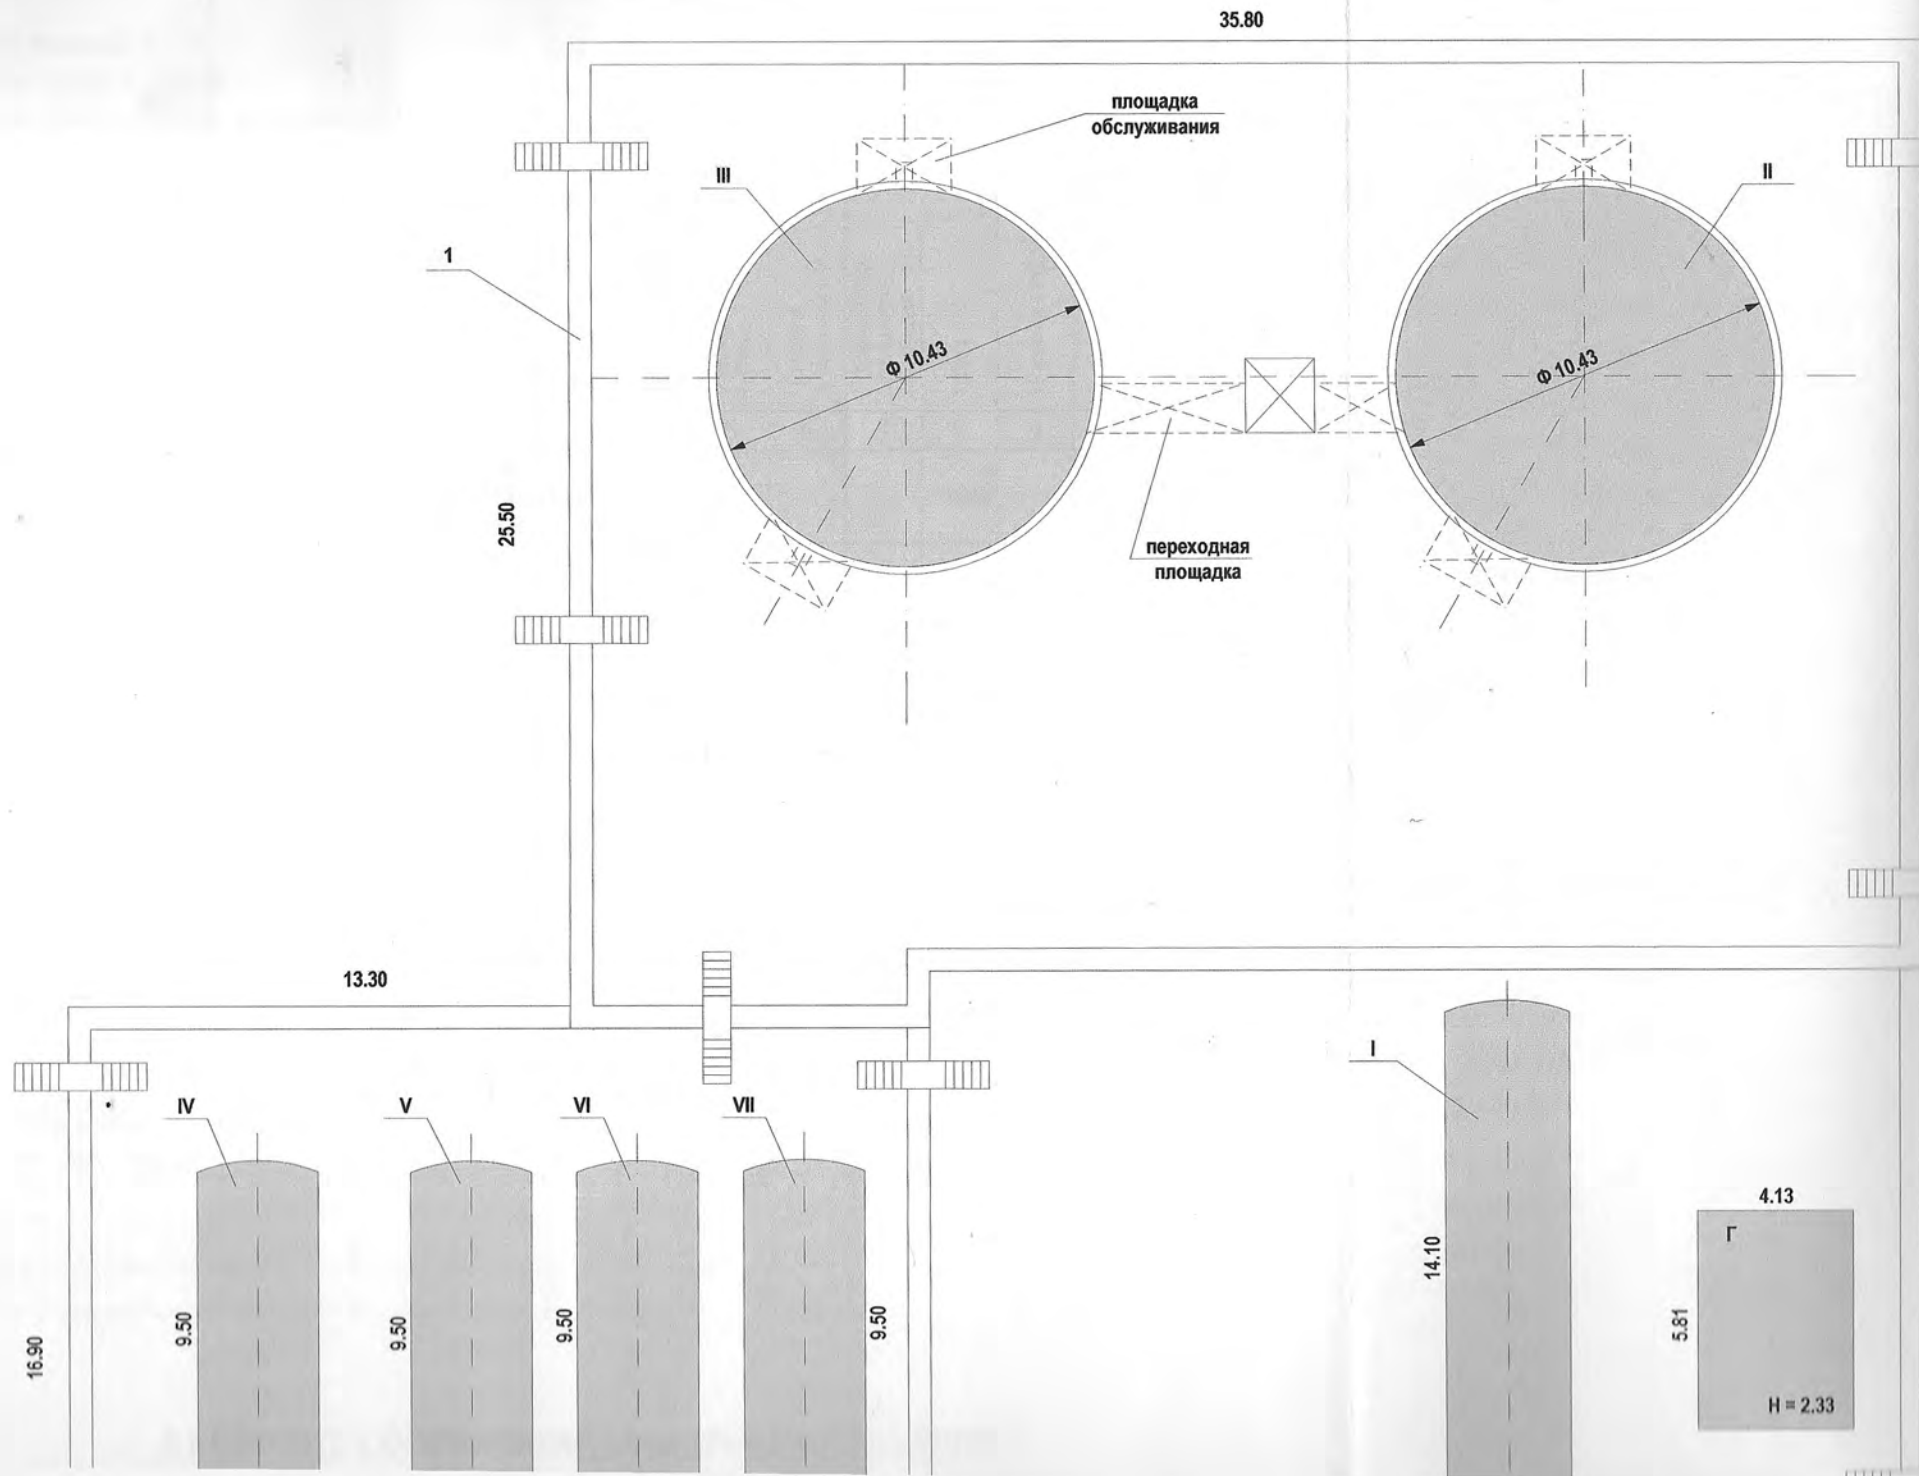 35.80
площадка
обслуживания
III
II
1
Ф 10.43
Ф 10.43
25.50
переходная
площадка
13.30
I
IV
V
VI
VII
4.13
Г
14.10
9.50
9.50
9.50
9.50
5.81
16.90
H = 2.33